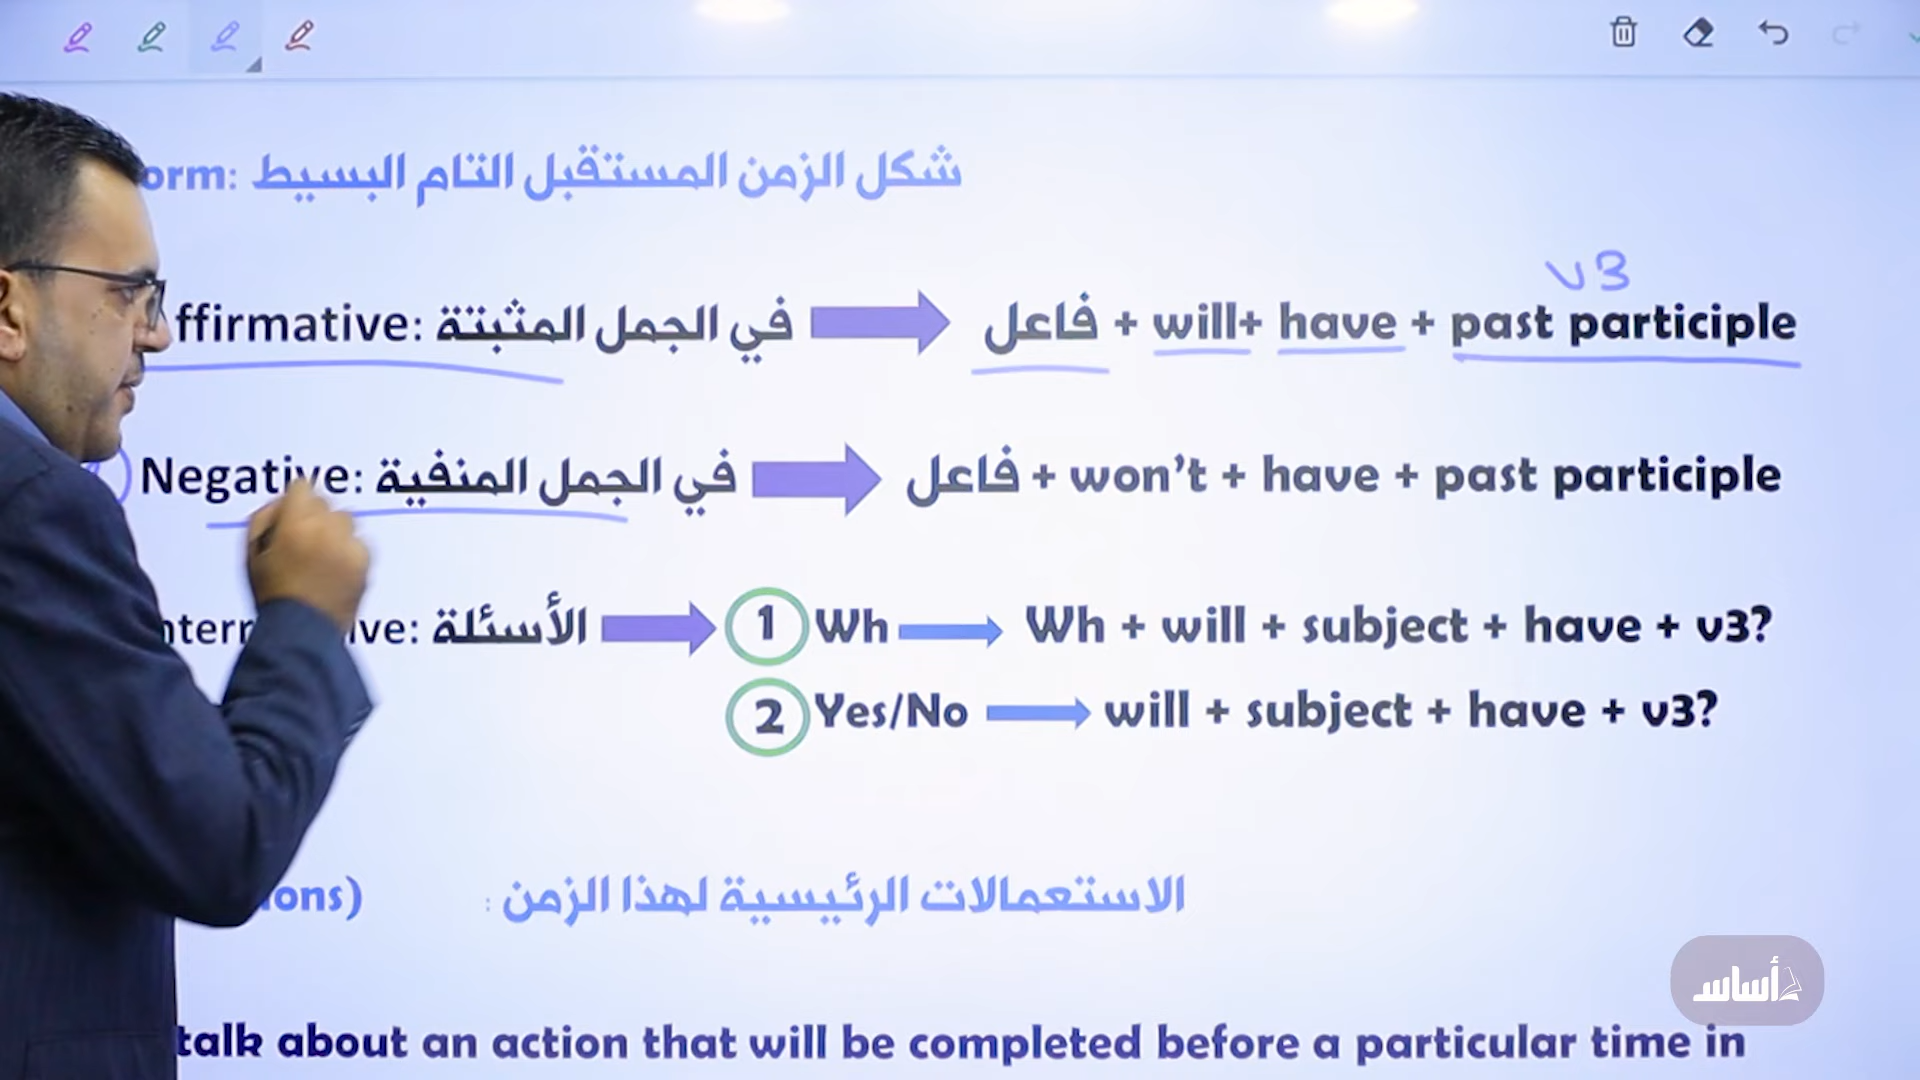 orm: شكل الزمن المستقبل التام البسيط
v3
ffirmative: في الجمل المثبتة فاعل + will+ have + past participle
Negative: في الجمل المنفية فاعل + won't + have + past participle
الأسئلة 1 Wh Wh + will + subject + have + v3?
2 Yes/No will + subject + have + v3?
ons) الاستعمالات الرئيسية لهذا الزمن :
أساس
talk about an action that will be completed before a particular time in